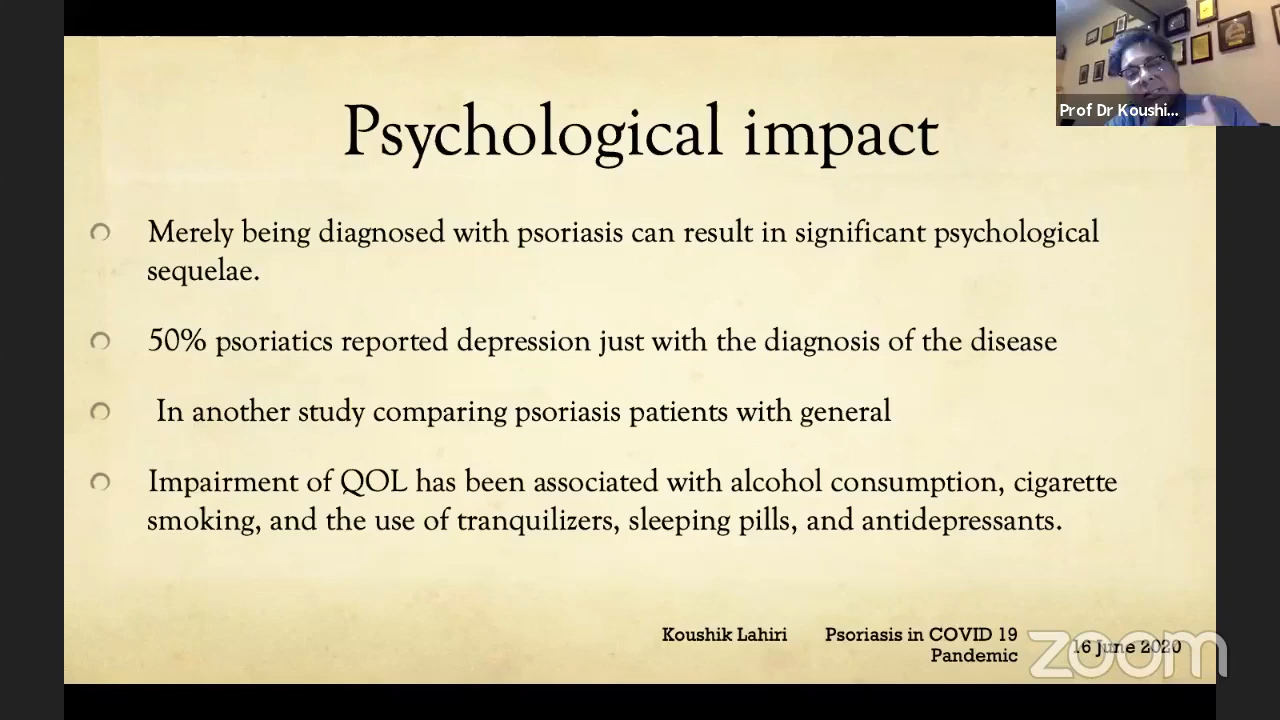 Prof Dr Koushi...
Psychological impact
Merely being diagnosed with psoriasis can result in significant psychological
sequelae.
50% psoriatics reported depression just with the diagnosis of the disease
In another study comparing psoriasis patients with general
Impairment of QOL has been associated with alcohol consumption, cigarette
smoking, and the use of tranquilizers, sleeping pills, and antidepressants.
Koushik Lahiri
Psoriasis in COVID 19
Pandemic
16 June 2020
zoom